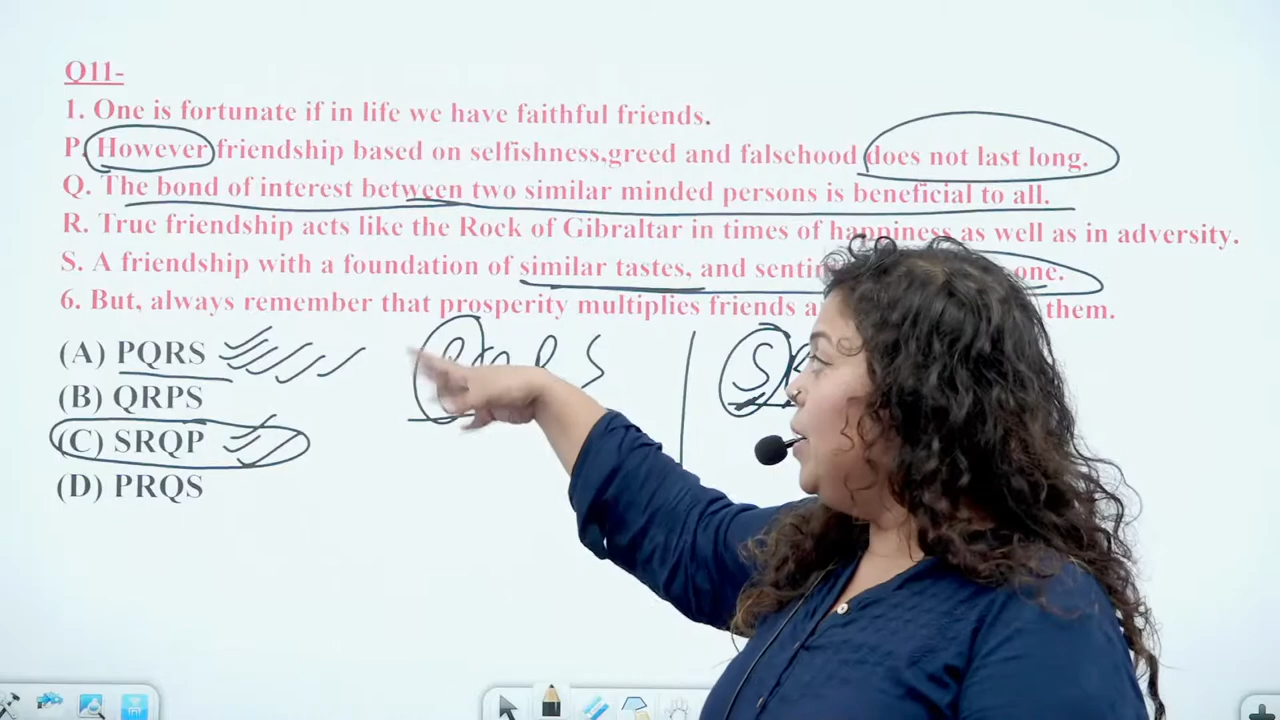 Q11-
1. One is fortunate if in life we have faithful friends.
P. However friendship based on selfishness,greed and falsehood does not last long.
Q. The bond of interest between two similar minded persons is beneficial to all.
R. True friendship acts like the Rock of Gibraltar in times of happiness as well as in adversity.
S. A friendship with a foundation of similar tastes, and one.
6. But, always remember that prosperity multiplies friends them.
(A) PQRS
(B) QRPS
(C) SRQP
(D) PRQS
S
S